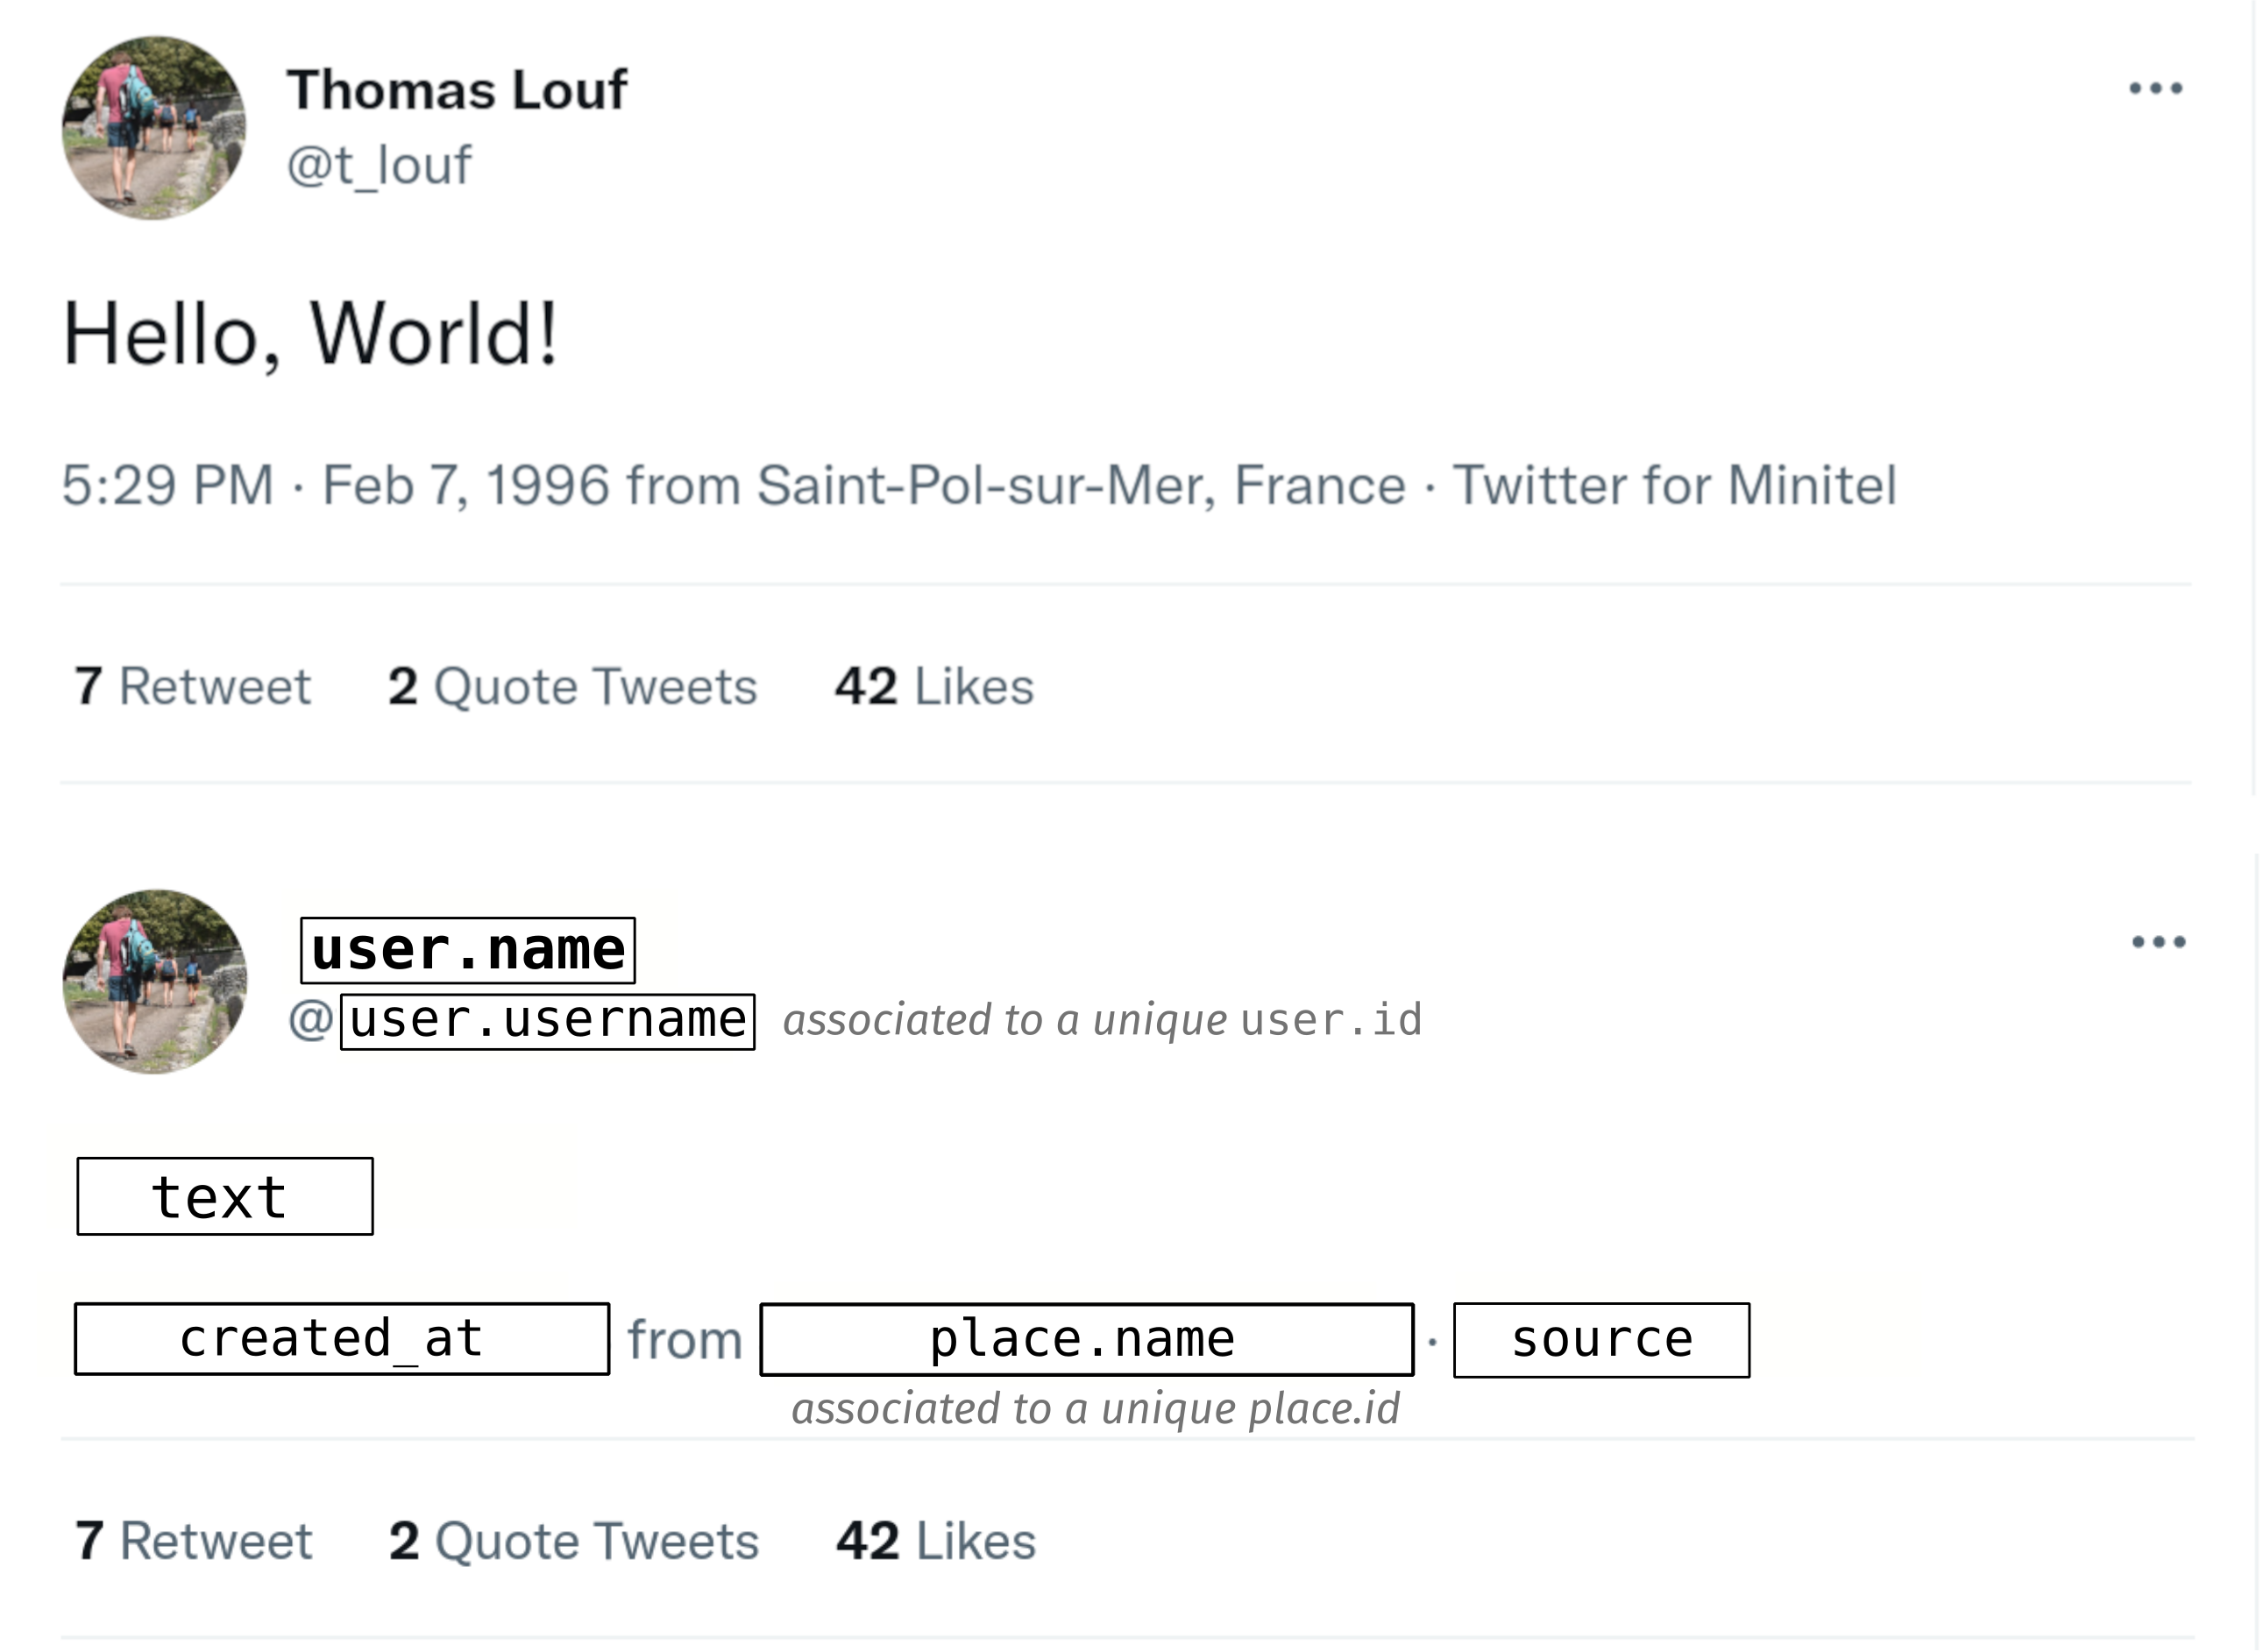 Thomas Louf
@t_louf
Hello, World!
5:29 PM · Feb 7, 1996 from Saint-Pol-sur-Mer, France · Twitter for Minitel
7 Retweet 2 Quote Tweets 42 Likes
user.name
@user.username associated to a unique user.id
text
created_at from place.name · source
associated to a unique place.id
7 Retweet 2 Quote Tweets 42 Likes